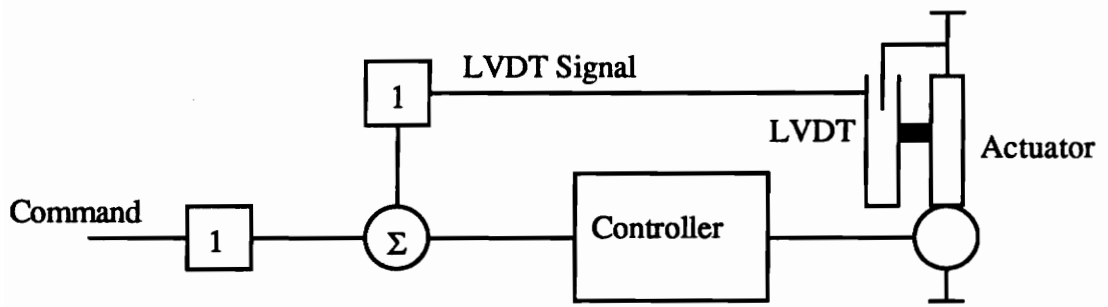 LVDT Signal
1
LVDT
Actuator
Command
1
Σ
Controller